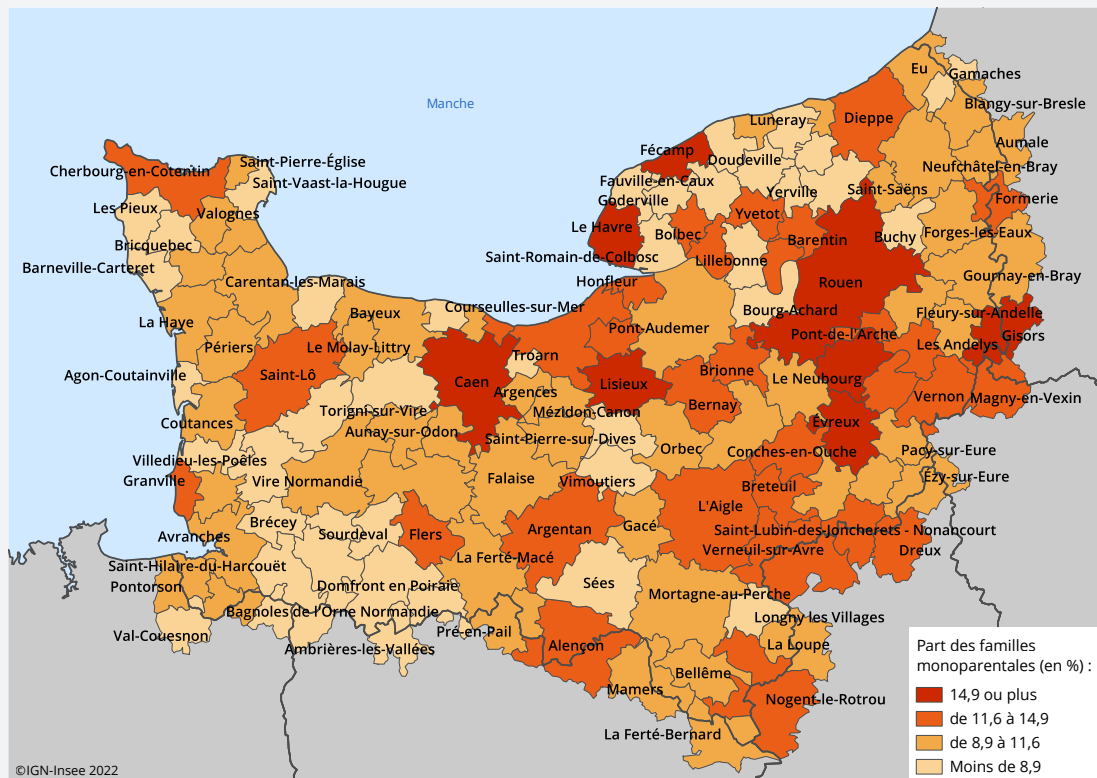 Eu
Gamaches
Manche
Blangy-sur-Bresle
Dieppe
Luneray
Aumale
Fécamp
Doudeville
Saint-Pierre-Église
Neufchâtel-en-Bray
Cherbourg-en-Cotentin
Saint-Vaast-la-Hougue
Fauville-en-Caux
Yerville
Saint-Saëns
Goderville
Formerie
Les Pieux
Valognes
Yvetot
Le Havre
Bolbec
Barentin
Buchy
Forges-les-Eaux
Bricquebec
Saint-Romain-de-Colbosc
Lillebonne
Barneville-Carteret
Gournay-en-Bray
Carentan-les-Marais
Honfleur
Rouen
Courseulles-sur-Mer
Bourg-Achard
Bayeux
Fleury-sur-Andelle
La Haye
Pont-Audemer
Pont-de-l'Arche
Gisors
Périers
Le Molay-Littry
Troarn
Les Andelys
Agon-Coutainville
Saint-Lô
Caen
Lisieux
Brionne
Le Neubourg
Argences
Vernon
Magny-en-Vexin
Torigni-sur-Vire
Mézidon-Canon
Bernay
Coutances
Évreux
Aunay-sur-Odon
Saint-Pierre-sur-Dives
Orbec
Conches-en-Ouche
Pacy-sur-Eure
Villedieu-les-Poêles
Granville
Vire Normandie
Falaise
Vimoutiers
Breteuil
Ézy-sur-Eure
L'Aigle
Brécey
Sourdeval
Flers
Argentan
Gacé
Saint-Lubin-des-Joncherets - Nonancourt
Avranches
La Ferté-Macé
Verneuil-sur-Avre
Dreux
Saint-Hilaire-du-Harcouët
Pontorson
Domfront en Poiraie
Sées
Mortagne-au-Perche
Bagnoles de l'Orne Normandie
Longny les Villages
Val-Couesnon
Pré-en-Pail
Ambrières-les-Vallées
Alençon
La Loupe
Bellême
Mamers
Nogent-le-Rotrou
La Ferté-Bernard
Part des familles
monoparentales (en %) :
14,9 ou plus
de 11,6 à 14,9
de 8,9 à 11,6
Moins de 8,9
©IGN-Insee 2022